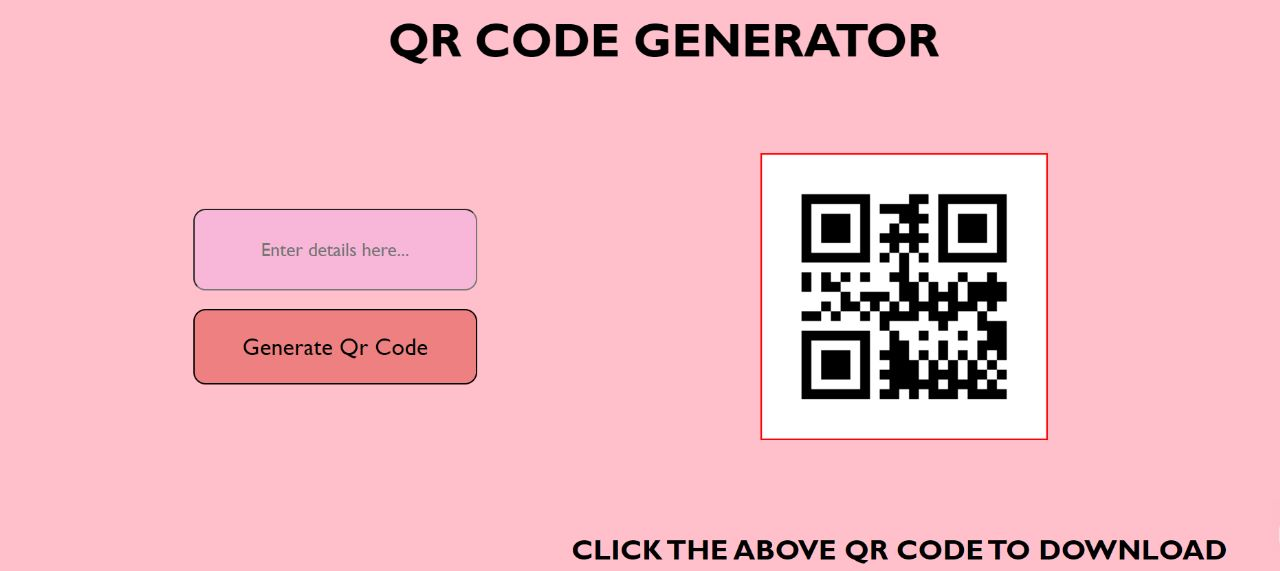 QR CODE GENERATOR
Enter details here...
Generate Qr Code
CLICK THE ABOVE QR CODE TO DOWNLOAD